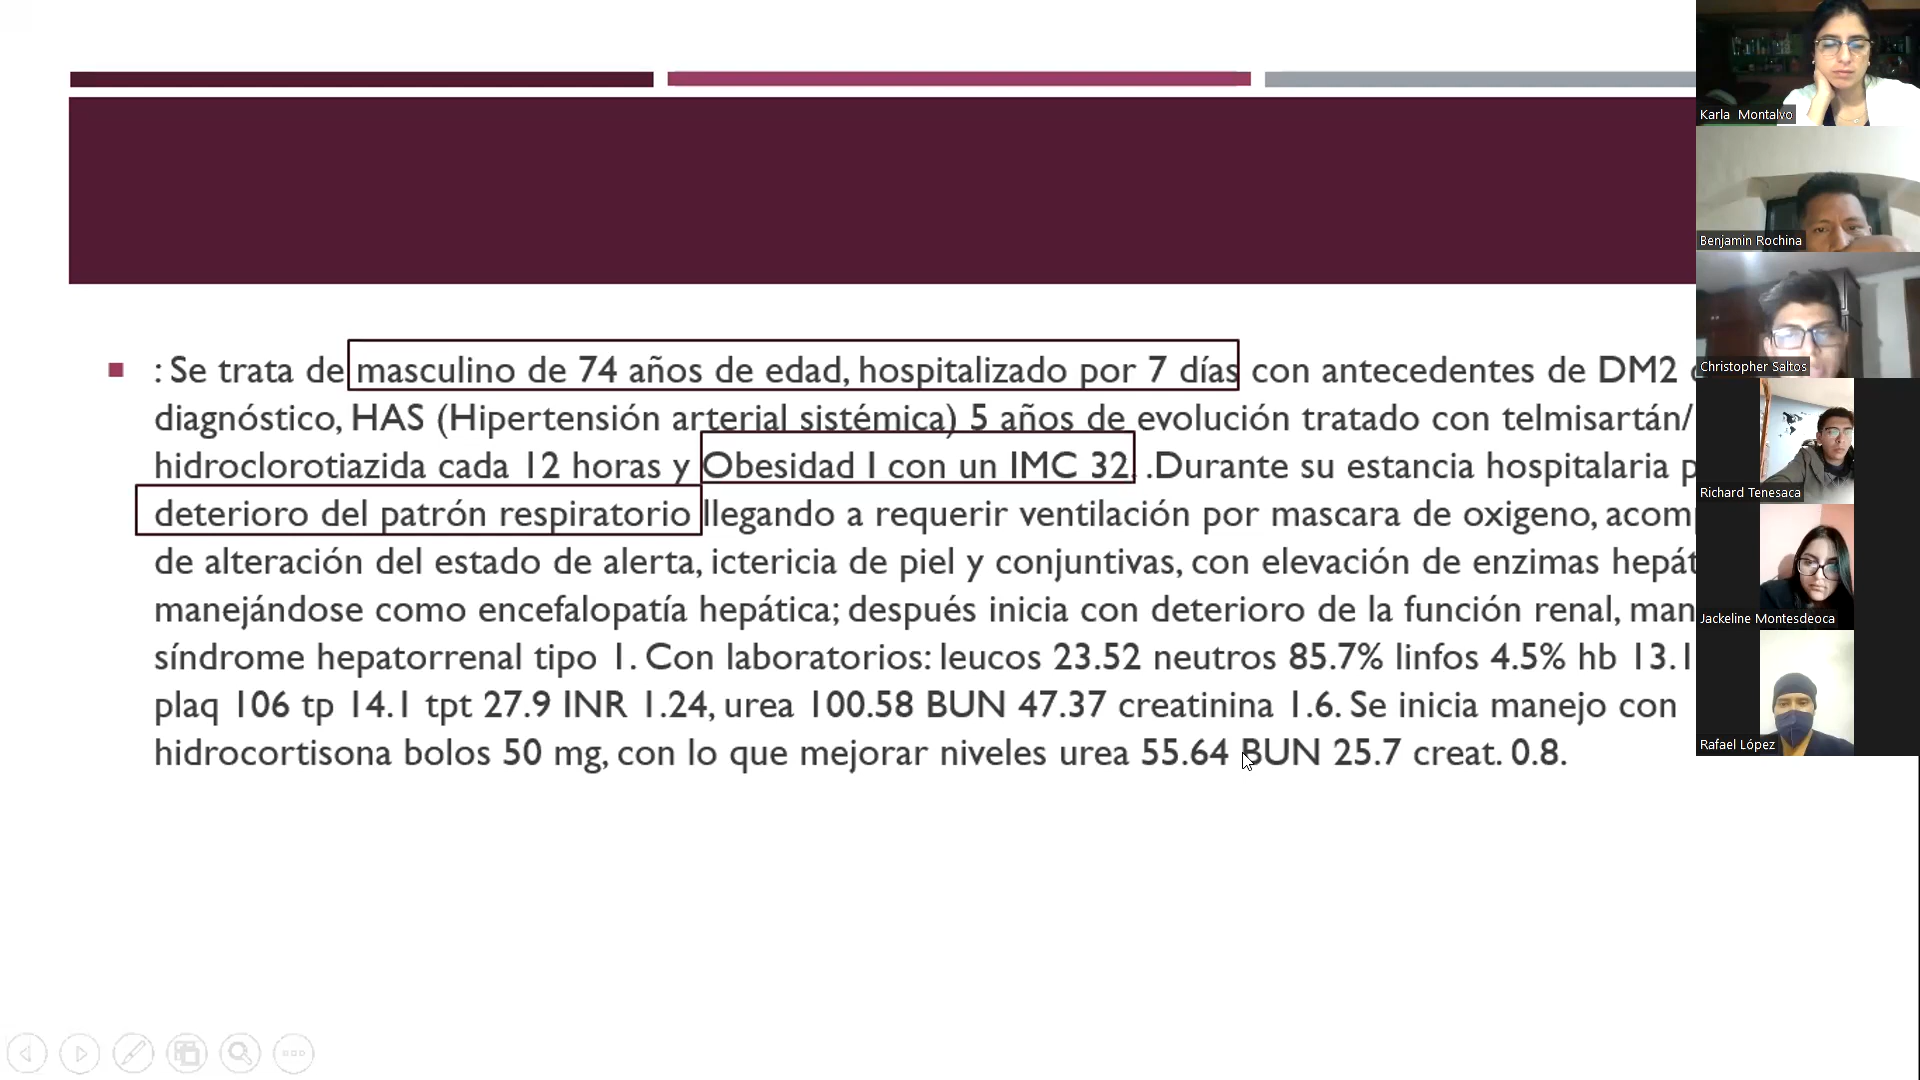 : Se trata de masculino de 74 años de edad, hospitalizado por 7 días con antecedentes de DM2
diagnóstico, HAS (Hipertensión arterial sistémica) 5 años de evolución tratado con telmisartán/
hidroclorotiazida cada 12 horas y Obesidad I con un IMC 32. .Durante su estancia hospitalaria
deterioro del patrón respiratorio llegando a requerir ventilación por mascara de oxigeno,
de alteración del estado de alerta, ictericia de piel y conjuntivas, con elevación de enzimas
manejándose como encefalopatía hepática; después inicia con deterioro de la función renal,
síndrome hepatorrenal tipo 1. Con laboratorios: leucos 23.52 neutros 85.7% linfos 4.5% hb 13.1
plaq 106 tp 14.1 tpt 27.9 INR 1.24, urea 100.58 BUN 47.37 creatinina 1.6. Se inicia manejo con
hidrocortisona bolos 50 mg, con lo que mejorar niveles urea 55.64 BUN 25.7 creat. 0.8.
Karla Montalvo
Benjamin Rochina
Christopher Saltos
Richard Tenesaca
Jackeline Montesdeoca
Rafael López